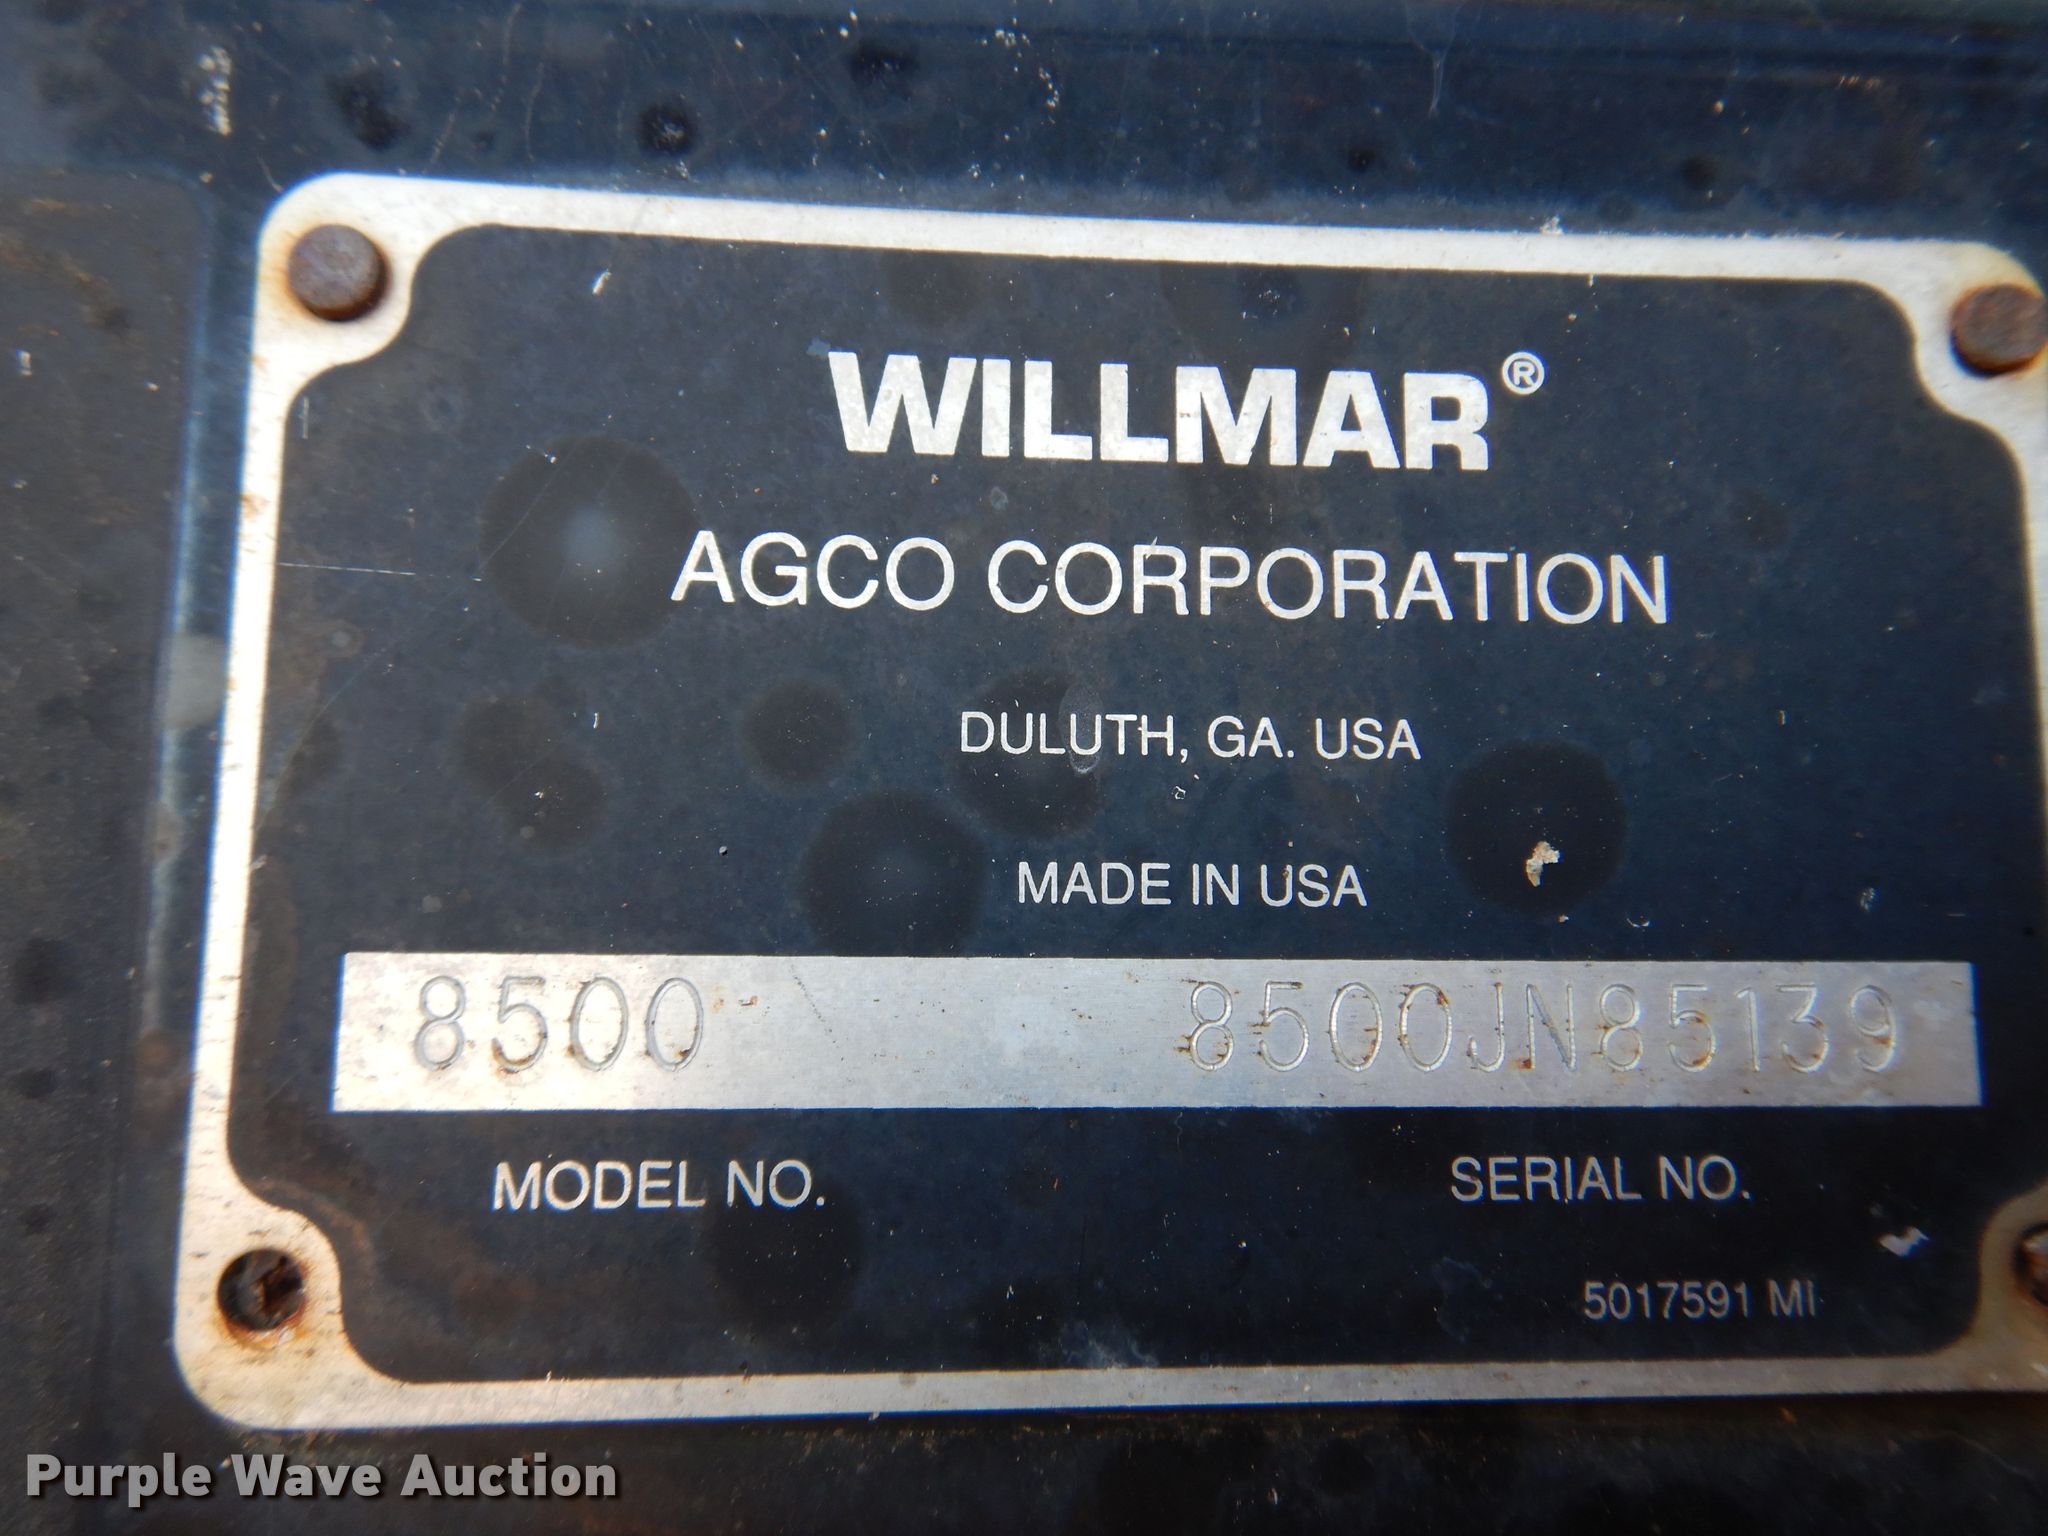 WILLMAR®
AGCO CORPORATION
DULUTH, GA. USA
MADE IN USA
8500 8500JN85139
MODEL NO. SERIAL NO.
5017591 MI
Purple Wave Auction